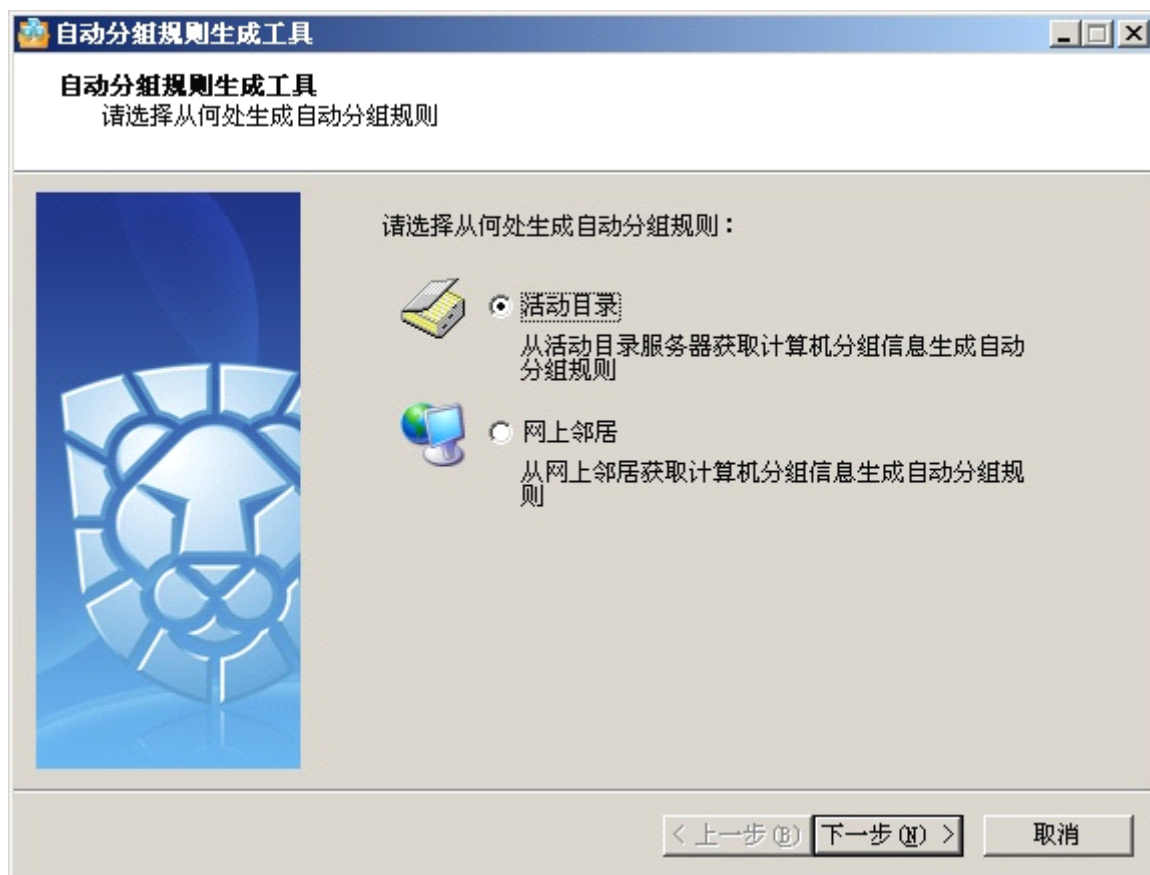 自动分组规则生成工具
自动分组规则生成工具
请选择从何处生成自动分组规则
请选择从何处生成自动分组规则：
活动目录
从活动目录服务器获取计算机分组信息生成自动
分组规则
网上邻居
从网上邻居获取计算机分组信息生成自动分组规
则
< 上一步(B) 下一步(N) > 取消